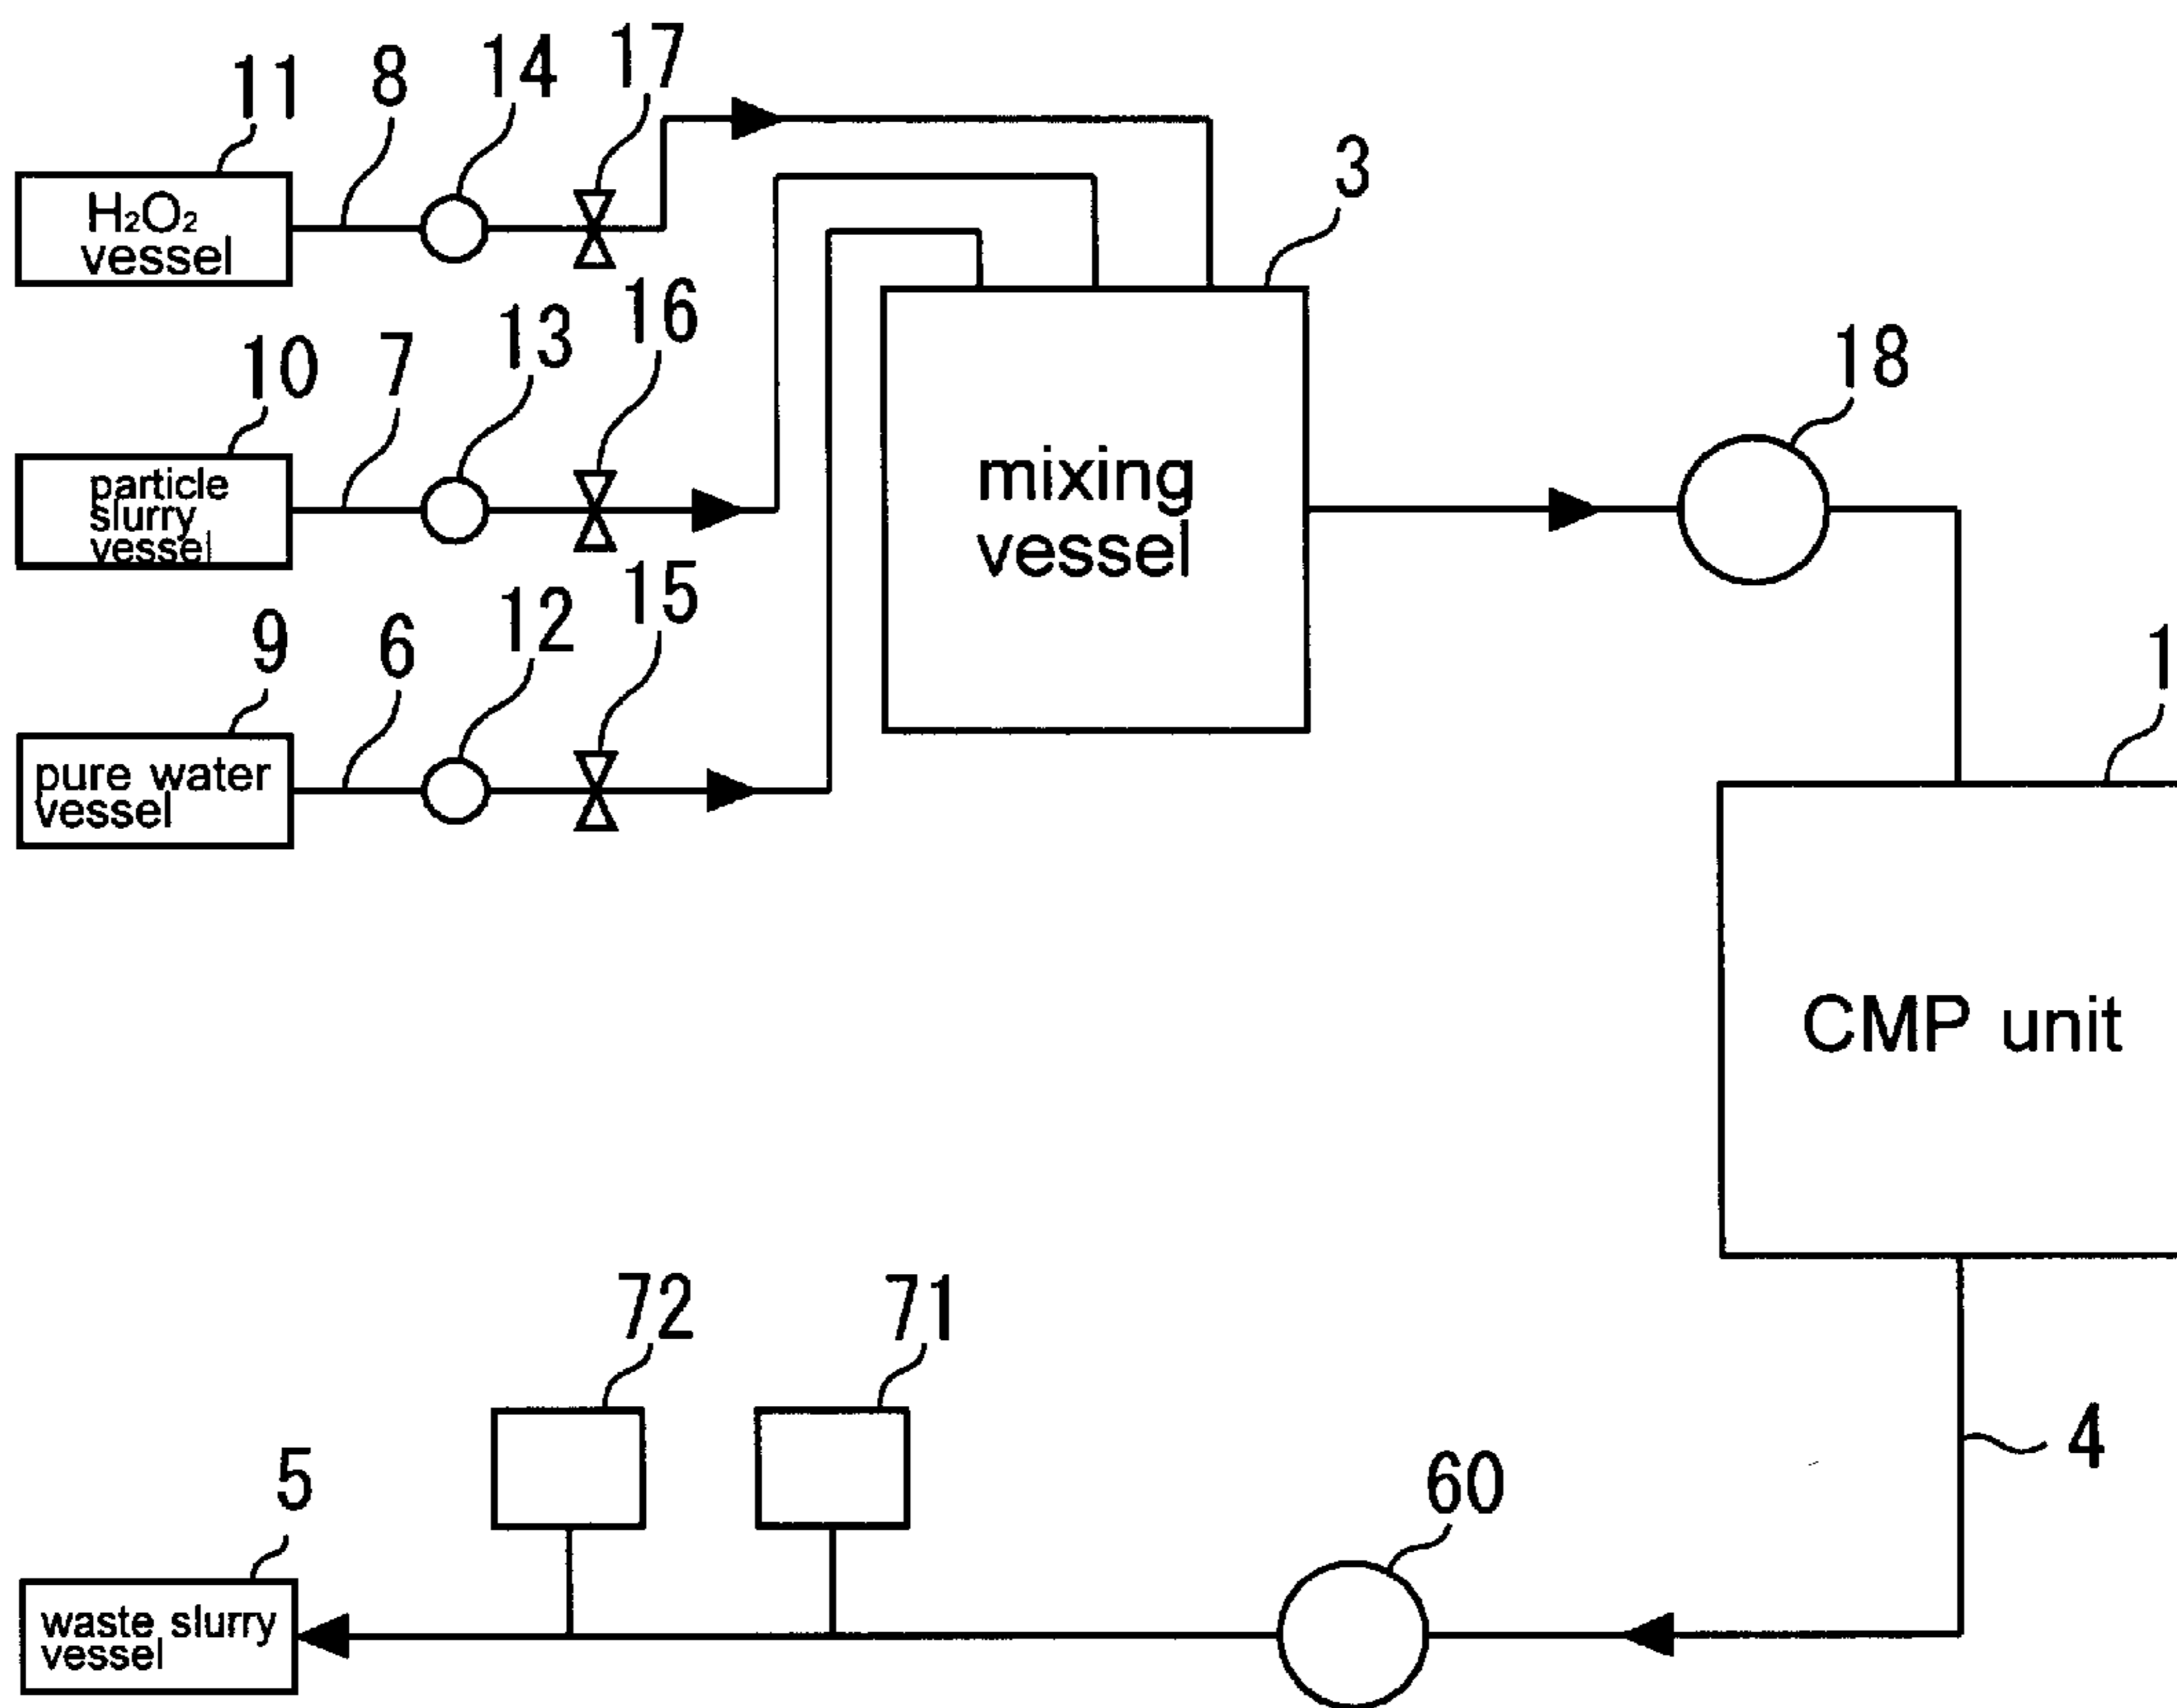 11 8 14 17
H₂O₂
vessel
3
10 7 13 16
particle
slurry
vessel
mixing
vessel
18
9 6 12 15
pure water
vessel
1
CMP unit
72 71
4
5 60
waste slurry
vessel